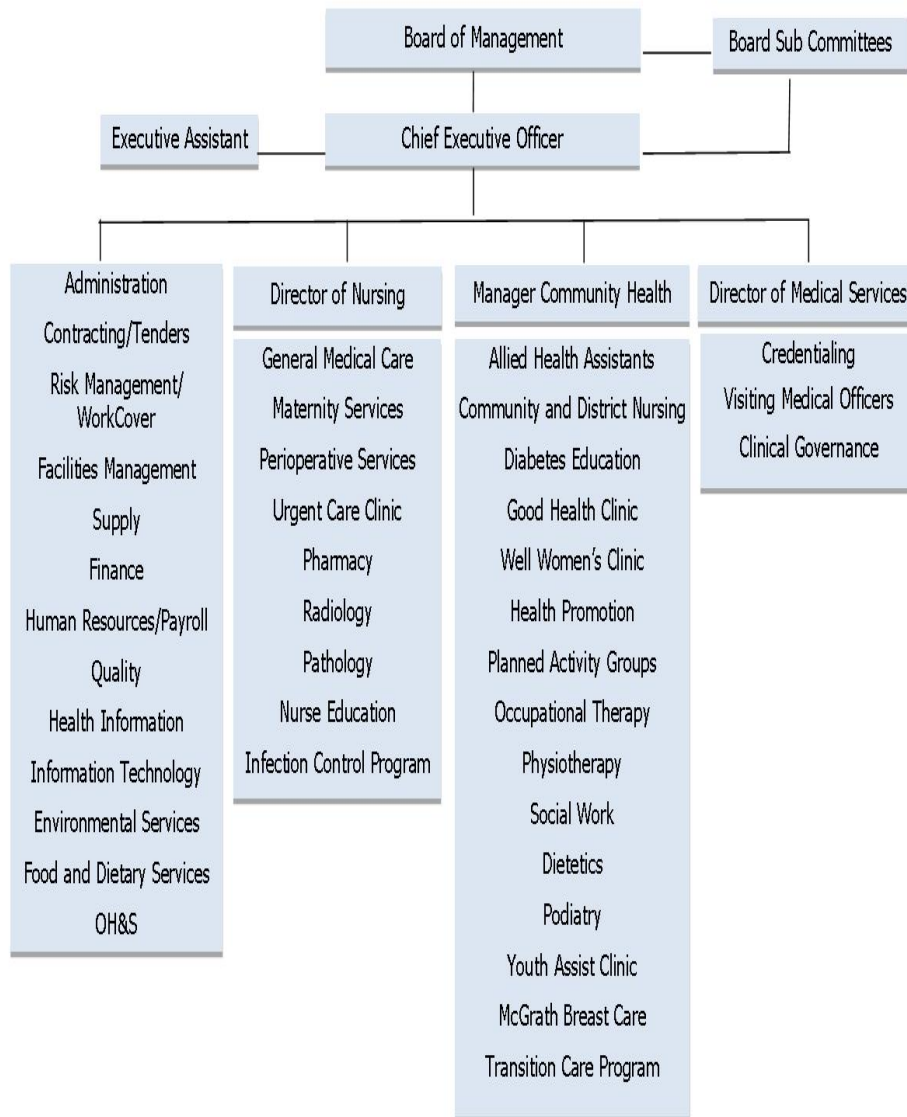 Board of Management
Board Sub Committees
Executive Assistant
Chief Executive Officer
Administration
Contracting/Tenders
Risk Management/
WorkCover
Facilities Management
Supply
Finance
Human Resources/Payroll
Quality
Health Information
Information Technology
Environmental Services
Food and Dietary Services
OH&S
Director of Nursing
General Medical Care
Maternity Services
Perioperative Services
Urgent Care Clinic
Pharmacy
Radiology
Pathology
Nurse Education
Infection Control Program
Manager Community Health
Allied Health Assistants
Community and District Nursing
Diabetes Education
Good Health Clinic
Well Women’s Clinic
Health Promotion
Planned Activity Groups
Occupational Therapy
Physiotherapy
Social Work
Dietetics
Podiatry
Youth Assist Clinic
McGrath Breast Care
Transition Care Program
Director of Medical Services
Credentialing
Visiting Medical Officers
Clinical Governance